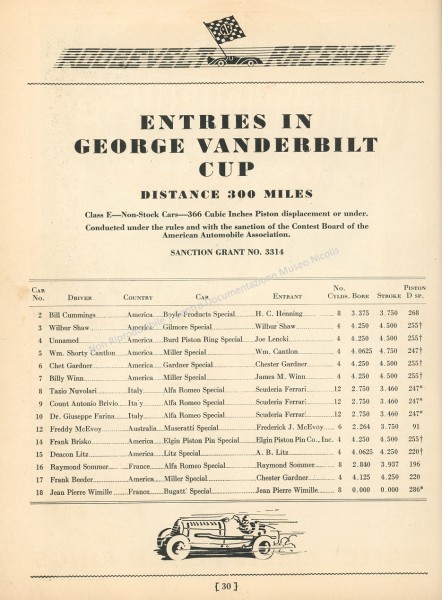 ROOSEVELT RACEWAY
ENTRIES IN
GEORGE VANDERBILT
CUP
DISTANCE 300 MILES
Class E—Non-Stock Cars—366 Cubic Inches Piston displacement or under.
Conducted under the rules and with the sanction of the Contest Board of the
American Automobile Association.
SANCTION GRANT NO. 3314
CAR No. DRIVER COUNTRY CAR ENTRANT NO. CYLDS. BORE STROKE PISTON D SP.
2 Bill Cummings America Boyle Products Special H. C. Henning 8 3.375 3.750 268
3 Wilbur Shaw America Gilmore Special Wilbur Shaw 4 4.250 4.500 255†
4 Unnamed America Burd Piston Ring Special Joe Lencki 4 4.250 4.500 255†
5 Wm. Shorty Cantlon America Miller Special Wm. Cantlon 4 4.0625 4.750 247†
6 Chet Gardner America Gardner Special Chester Gardner 4 4.250 4.500 255†
7 Billy Winn America Miller Special James M. Winn 4 4.250 4.500 255†
8 Tazio Nuvolari Italy Alfa Romeo Special Scuderia Ferrari 12 2.750 3.460 247*
9 Count Antonio Brivio Ita y Alfa Romeo Special Scuderia Ferrari 12 2.750 3.460 247*
10 Dr. Giuseppe Farina Italy Alfa Romeo Special Scuderia Ferrari 12 2.750 3.460 247*
12 Freddy McEvoy Australia Maseratti Special Frederick J. McEvoy 6 2.264 3.750 91
14 Frank Brisko America Elgin Piston Pin Special Elgin Piston Pin Co., Inc. 4 4.250 4.500 255†
15 Deacon Litz America Litz Special A. B. Litz 4 4.0625 4.250 220†
16 Raymond Sommer France Alfa Romeo Special Raymond Sommer 8 2.840 3.937 196
17 Frank Beeder America Miller Special Chester Gardner 4 4.125 4.250 220
18 Jean Pierre Wimille France Bugatt' Special Jean Pierre Wimille 8 0.000 0.000 286*
[ 30 ]
Non Riproducibile Centro Documentazione Museo Nicolis